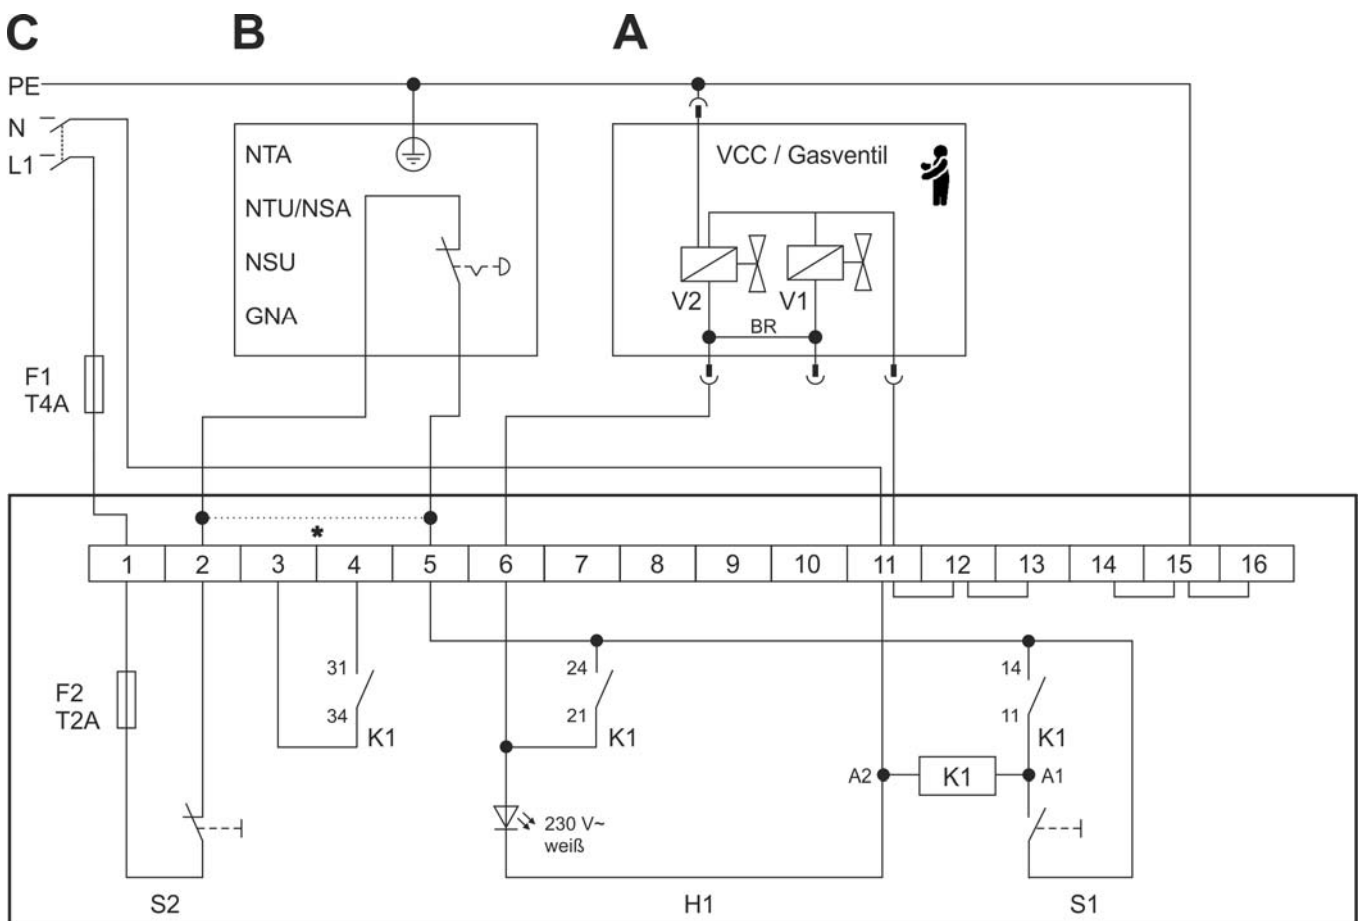 C
B
A
PE
N
L1
NTA
NTU/NSA
NSU
GNA
VCC / Gasventil
V2
V1
BR
F1
T4A
*
1 2 3 4 5 6 7 8 9 10 11 12 13 14 15 16
F2
T2A
31
34
K1
24
21
K1
14
11
K1
A2
K1
A1
230 V~
weiß
S2
H1
S1